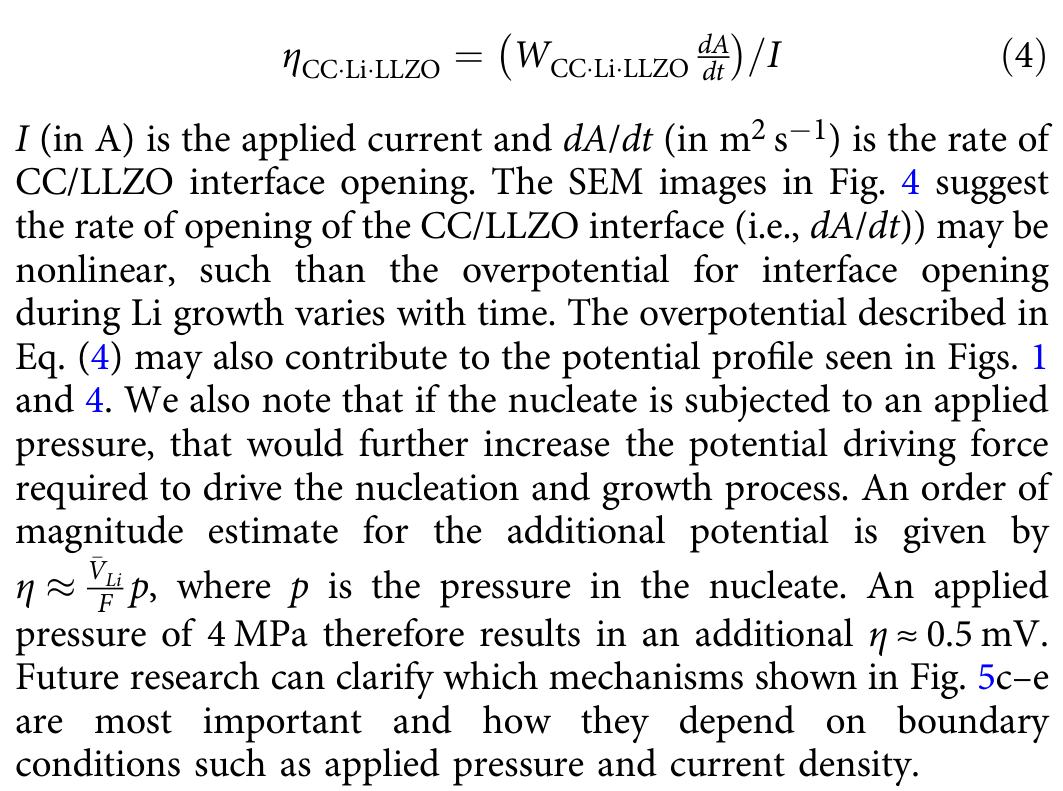 η_CC·Li·LLZO = (W_CC·Li·LLZO dA/dt)/I (4)
I (in A) is the applied current and dA/dt (in m² s⁻¹) is the rate of
CC/LLZO interface opening. The SEM images in Fig. 4 suggest
the rate of opening of the CC/LLZO interface (i.e., dA/dt)) may be
nonlinear, such than the overpotential for interface opening
during Li growth varies with time. The overpotential described in
Eq. (4) may also contribute to the potential profile seen in Figs. 1
and 4. We also note that if the nucleate is subjected to an applied
pressure, that would further increase the potential driving force
required to drive the nucleation and growth process. An order of
magnitude estimate for the additional potential is given by
η ≈ V̄_Li/F p, where p is the pressure in the nucleate. An applied
pressure of 4 MPa therefore results in an additional η ≈ 0.5 mV.
Future research can clarify which mechanisms shown in Fig. 5c–e
are most important and how they depend on boundary
conditions such as applied pressure and current density.